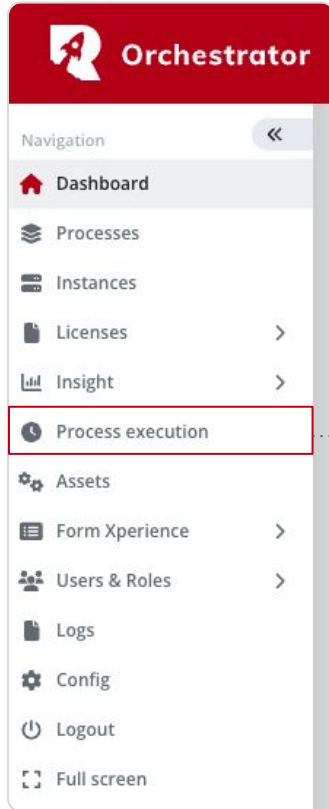 Orchestrator
Navigation
Dashboard
Processes
Instances
Licenses
Insight
Process execution
Assets
Form Xperience
Users & Roles
Logs
Config
Logout
Full screen